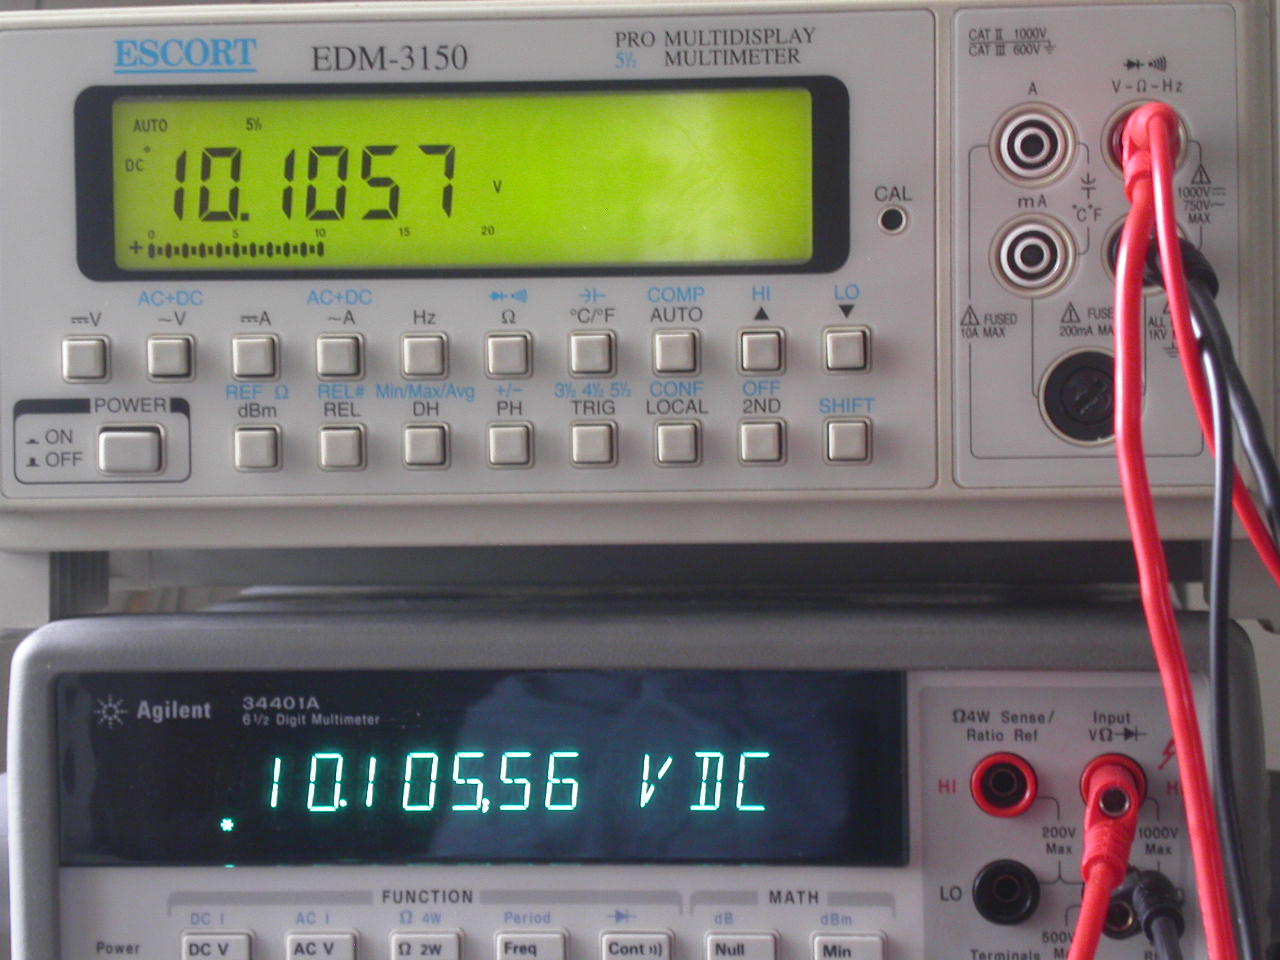 ESCORT EDM-3150 PRO MULTIDISPLAY
5½ MULTIMETER
CAT II 1000V
CAT III 600V
AUTO 5½
DC
10.1057 V
0 5 10 15 20
+
CAL
A
V-Ω-Hz
mA
°C°F
1000V
750V
MAX
FUSED
10A MAX
200mA MA
ALL
1KV
AC+DC AC+DC COMP HI LO
⎓V ~V ⎓A ~A Hz Ω °C/°F AUTO ▲ ▼
REF Ω REL# Min/Max/Avg +/− 3½ 4½ 5½ CONF OFF
POWER dBm REL DH PH TRIG LOCAL 2ND SHIFT
ON
OFF
Agilent 34401A
6½ Digit Multimeter
10.105,56 VDC
*
Ω4W Sense/
Ratio Ref
Input
VΩ
HI
H
200V
Max
1000V
Max
LO
500V
Terminals
FUNCTION MATH
DC I AC I Ω 4W Period dB dBm
Power DC V AC V Ω 2W Freq Cont Null Min